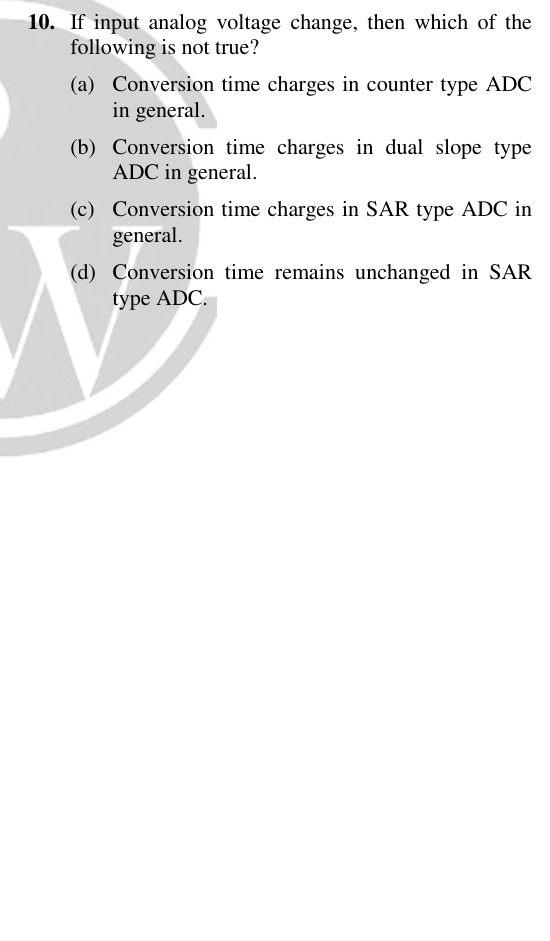 10. If input analog voltage change, then which of the
following is not true?
(a) Conversion time charges in counter type ADC
in general.
(b) Conversion time charges in dual slope type
ADC in general.
(c) Conversion time charges in SAR type ADC in
general.
(d) Conversion time remains unchanged in SAR
type ADC.
W